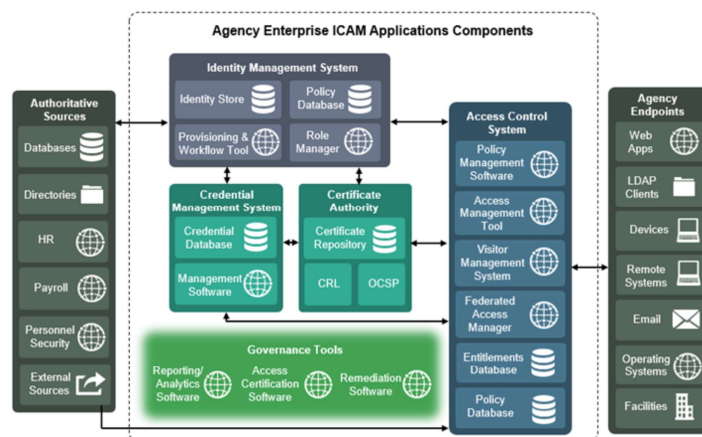 Agency Enterprise ICAM Applications Components
Authoritative
Sources
Databases
Directories
HR
Payroll
Personnel
Security
External
Sources
Identity Management System
Identity Store
Policy
Database
Provisioning &
Workflow Tool
Role
Manager
Credential
Management System
Credential
Database
Management
Software
Certificate
Authority
Certificate
Repository
CRL
OCSP
Governance Tools
Reporting/
Analytics
Software
Access
Certification
Software
Remediation
Software
Access Control
System
Policy
Management
Software
Access
Management
Tool
Visitor
Management
System
Federated
Access
Manager
Entitlements
Database
Policy
Database
Agency
Endpoints
Web
Apps
LDAP
Clients
Devices
Remote
Systems
Email
Operating
Systems
Facilities